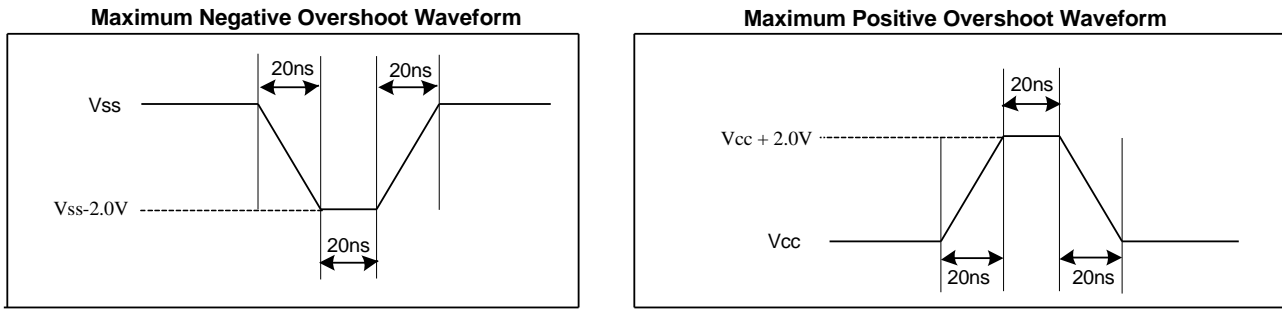 Maximum Negative Overshoot Waveform
20ns
20ns
Vss
Vss-2.0V
20ns
Maximum Positive Overshoot Waveform
20ns
Vcc + 2.0V
Vcc
20ns
20ns